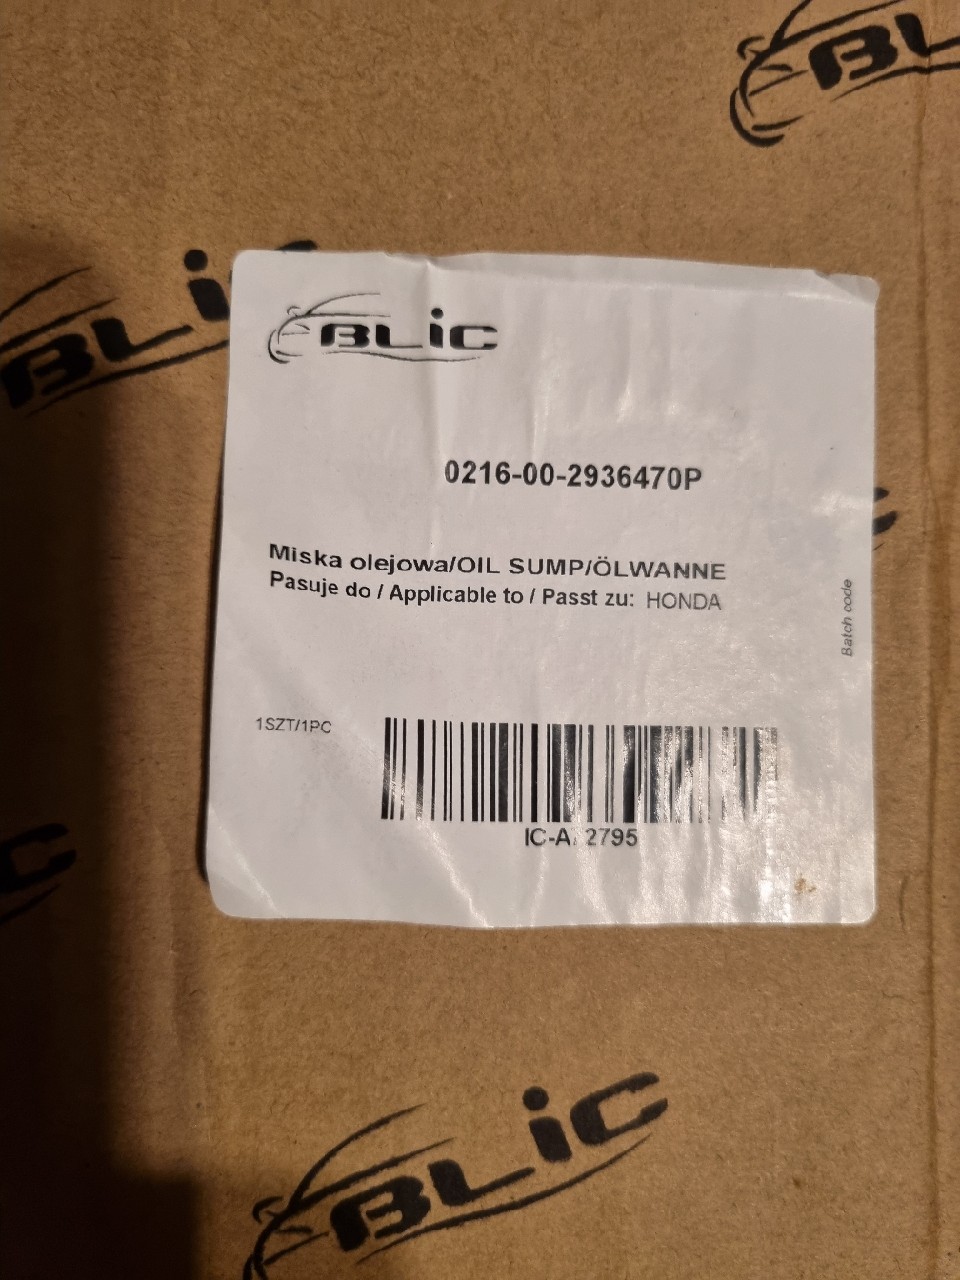 BLiC
BLiC
BLiC
0216-00-2936470P
Miska olejowa/OIL SUMP/ÖLWANNE
Pasuje do / Applicable to / Passt zu: HONDA
Batch code
1SZT/1PC
2795
BLiC